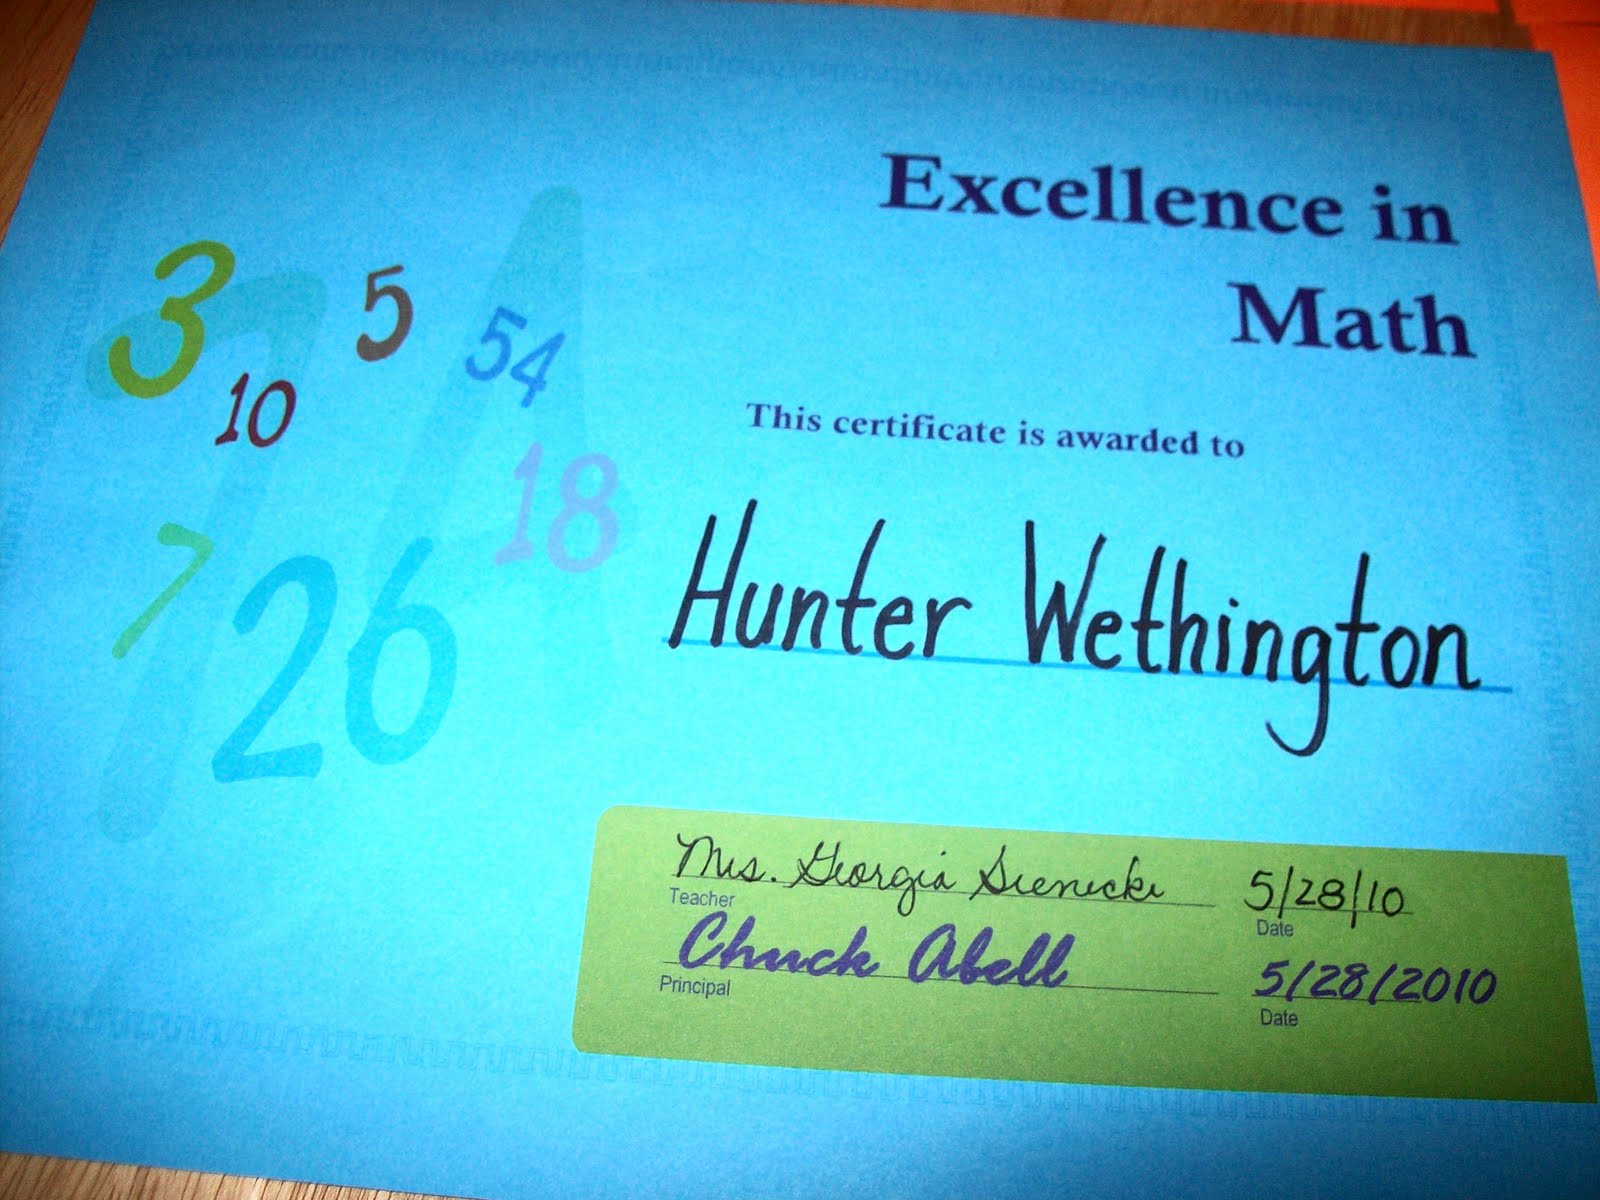 Excellence in
Math
3
5
54
10
18
7
26
This certificate is awarded to
Hunter Wethington
Mrs. Georgia Sienicki 5/28/10
Teacher Date
Chuck Abell 5/28/2010
Principal Date